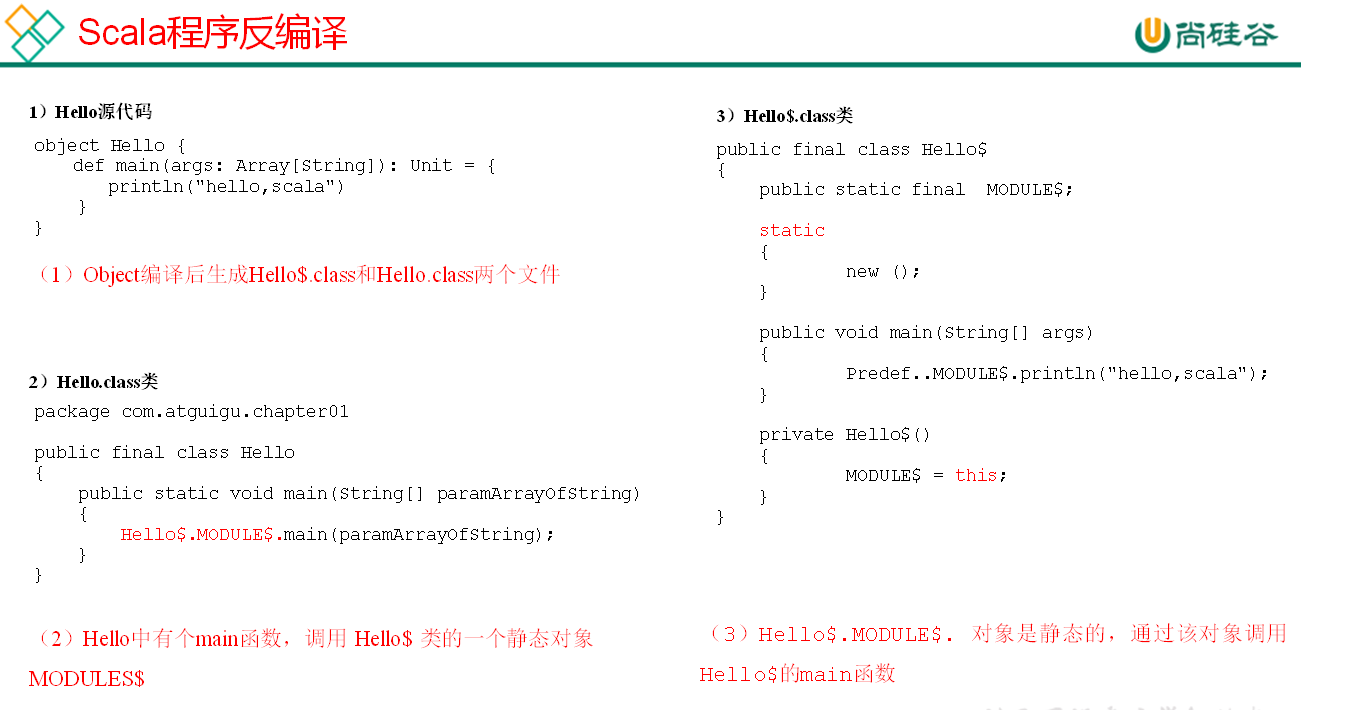 Scala程序反编译
尚硅谷
1）Hello源代码
object Hello {
def main(args: Array[String]): Unit = {
println("hello,scala")
}
}
（1）Object编译后生成Hello$.class和Hello.class两个文件
2）Hello.class类
package com.atguigu.chapter01
public final class Hello
{
public static void main(String[] paramArrayOfString)
{
Hello$.MODULE$.main(paramArrayOfString);
}
}
（2）Hello中有个main函数，调用 Hello$ 类的一个静态对象
MODULES$
3）Hello$.class类
public final class Hello$
{
public static final  MODULE$;
static
{
new ();
}
public void main(String[] args)
{
Predef..MODULE$.println("hello,scala");
}
private Hello$()
{
MODULE$ = this;
}
}
（3）Hello$.MODULE$. 对象是静态的，通过该对象调用
Hello$的main函数